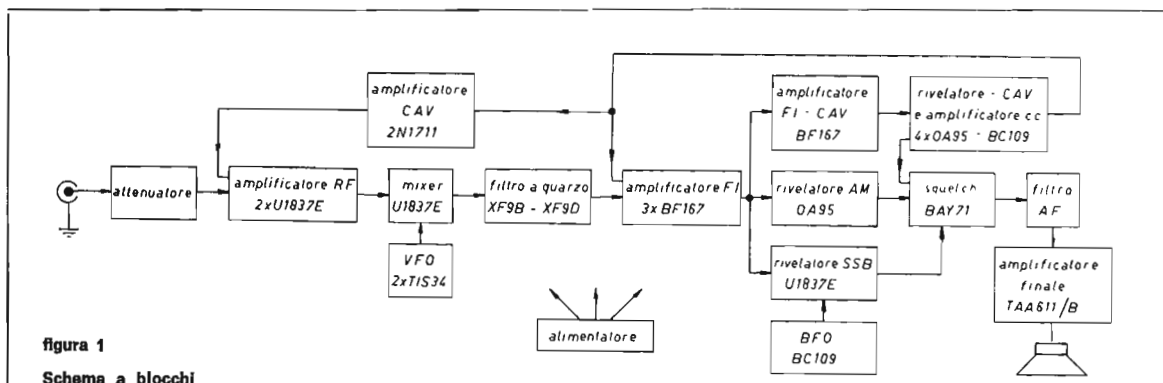 amplificatore
CAV
2N1711
amplificatore
FI - CAV
BF167
rivelatore - CAV
e amplificatore cc
4xOA95 - BC109
attenuatore
amplificatore RF
2xU1837E
mixer
U1837E
filtro a quarzo
XF9B - XF9D
amplificatore FI
3xBF167
rivelatore AM
OA95
squelch
BAY71
filtro
AF
VFO
2xTIS34
rivelatore SSB
U1837E
amplificatore
finale
TAA611/B
alimentatore
BFO
BC109
figura 1
Schema a blocchi